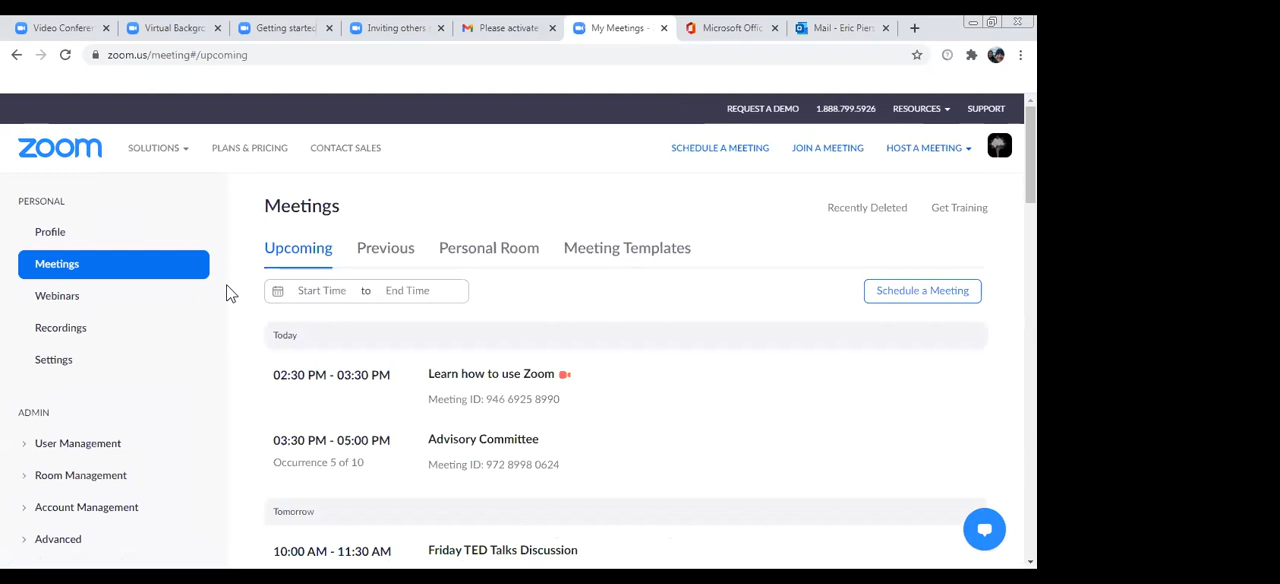 Video Conferen
Virtual Backgro
Getting started
Inviting others
Please activate
My Meetings -
Microsoft Offic
Mail - Eric Piers
zoom.us/meeting#/upcoming
REQUEST A DEMO 1.888.799.5926 RESOURCES SUPPORT
zoom SOLUTIONS PLANS & PRICING CONTACT SALES SCHEDULE A MEETING JOIN A MEETING HOST A MEETING
PERSONAL
Profile
Meetings
Webinars
Recordings
Settings
ADMIN
User Management
Room Management
Account Management
Advanced
Meetings
Recently Deleted Get Training
Upcoming Previous Personal Room Meeting Templates
Start Time to End Time
Schedule a Meeting
Today
02:30 PM - 03:30 PM Learn how to use Zoom
Meeting ID: 946 6925 8990
03:30 PM - 05:00 PM Advisory Committee
Occurrence 5 of 10 Meeting ID: 972 8998 0624
Tomorrow
10:00 AM - 11:30 AM Friday TED Talks Discussion